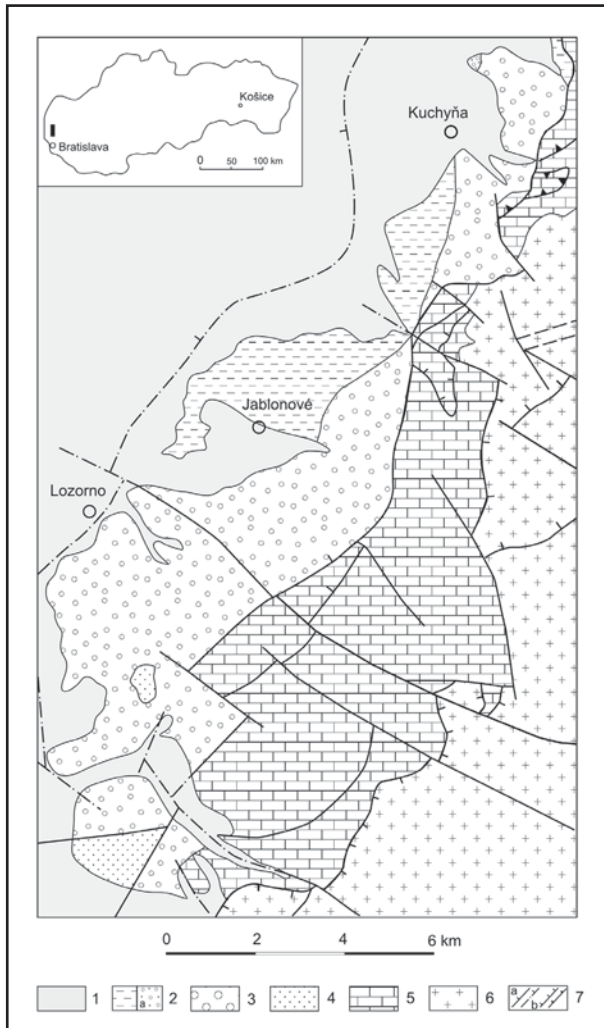 Košice
Bratislava
0 50 100 km
Kuchyňa
Jablonové
Lozorno
0 2 4 6 km
1 2 3 4 5 6 7
a
a
b